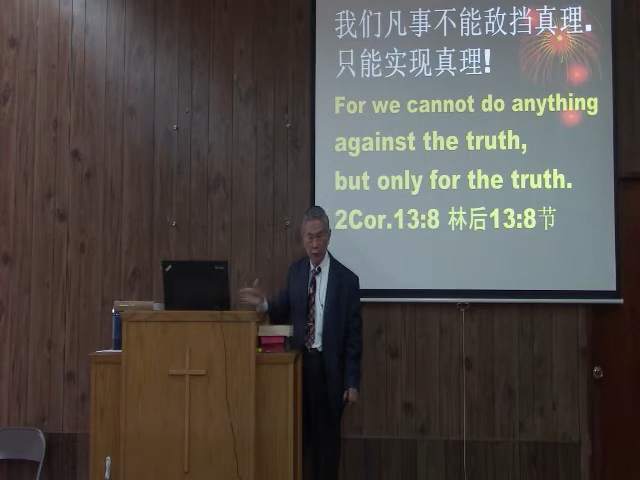 我们凡事不能敌挡真理.
只能实现真理!
For we cannot do anything
against the truth,
but only for the truth.
2Cor.13:8 林后13:8节